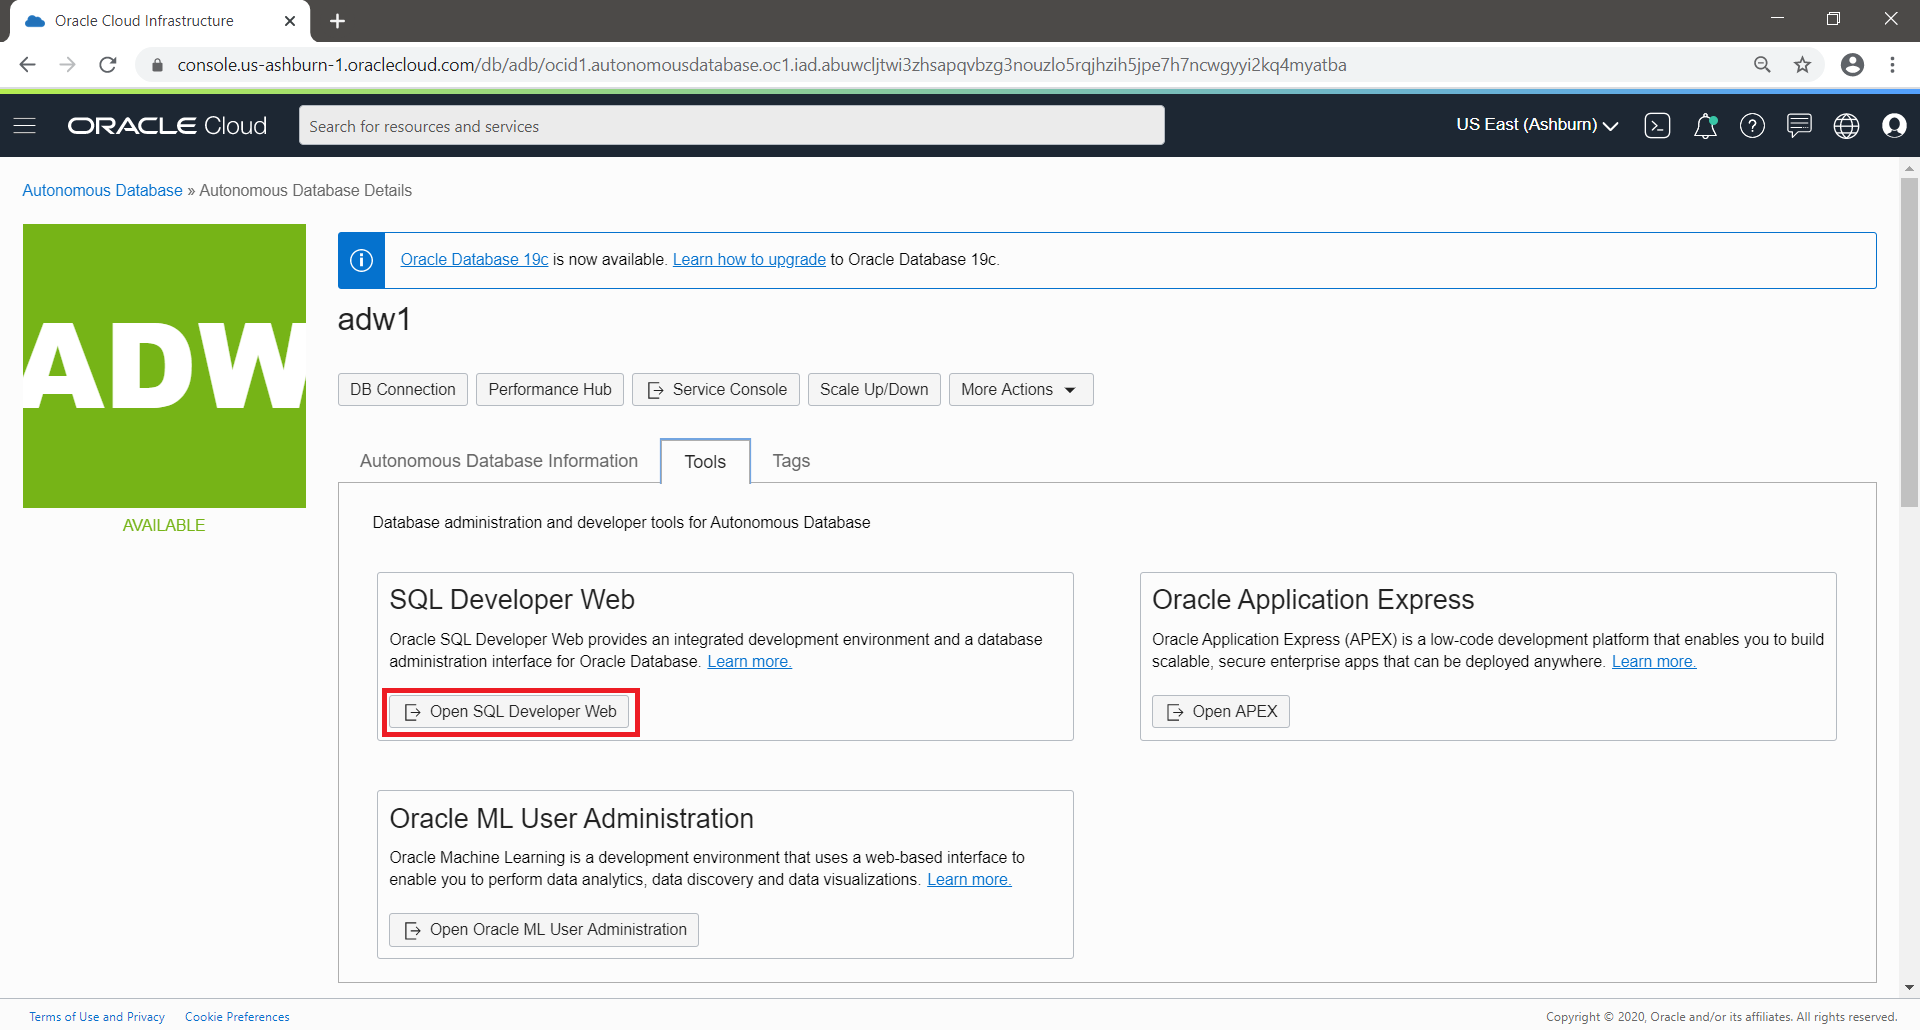 Oracle Cloud Infrastructure
console.us-ashburn-1.oraclecloud.com/db/adb/ocid1.autonomousdatabase.oc1.iad.abuwcljtwi3zhsapqvbzg3nouzlo5rqjhzih5jpe7h7ncwgyyi2kq4myatba
ORACLE Cloud
Search for resources and services
US East (Ashburn)
Autonomous Database » Autonomous Database Details
ADW
AVAILABLE
Oracle Database 19c is now available. Learn how to upgrade to Oracle Database 19c.
adw1
DB Connection
Performance Hub
Service Console
Scale Up/Down
More Actions
Autonomous Database Information
Tools
Tags
Database administration and developer tools for Autonomous Database
SQL Developer Web
Oracle SQL Developer Web provides an integrated development environment and a database
administration interface for Oracle Database. Learn more.
Open SQL Developer Web
Oracle Application Express
Oracle Application Express (APEX) is a low-code development platform that enables you to build
scalable, secure enterprise apps that can be deployed anywhere. Learn more.
Open APEX
Oracle ML User Administration
Oracle Machine Learning is a development environment that uses a web-based interface to
enable you to perform data analytics, data discovery and data visualizations. Learn more.
Open Oracle ML User Administration
Terms of Use and Privacy
Cookie Preferences
Copyright © 2020, Oracle and/or its affiliates. All rights reserved.